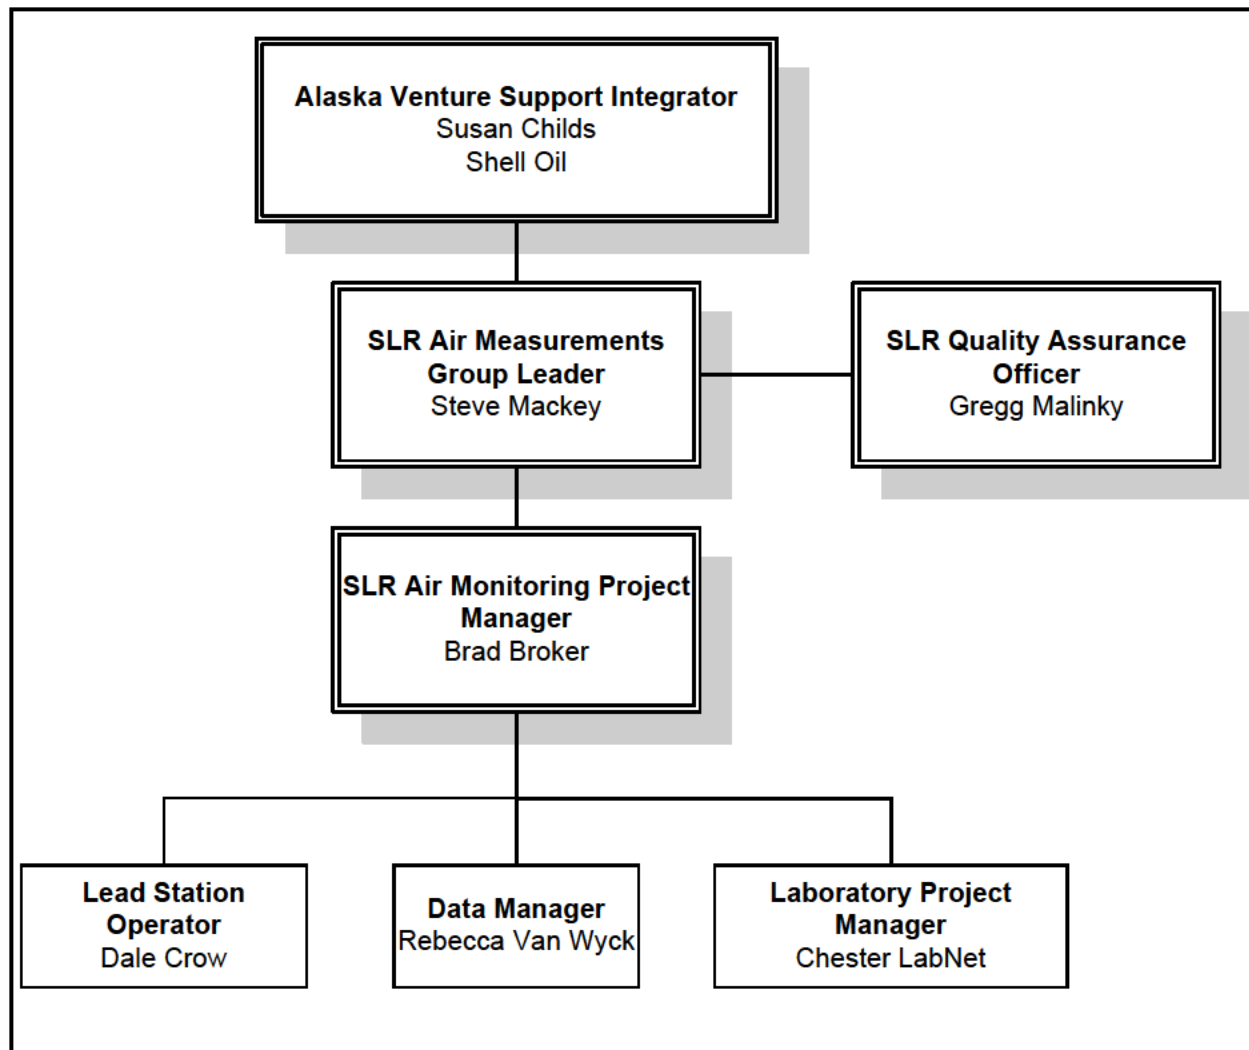 Alaska Venture Support Integrator
Susan Childs
Shell Oil
SLR Air Measurements
Group Leader
Steve Mackey
SLR Quality Assurance
Officer
Gregg Malinky
SLR Air Monitoring Project
Manager
Brad Broker
Lead Station
Operator
Dale Crow
Data Manager
Rebecca Van Wyck
Laboratory Project
Manager
Chester LabNet